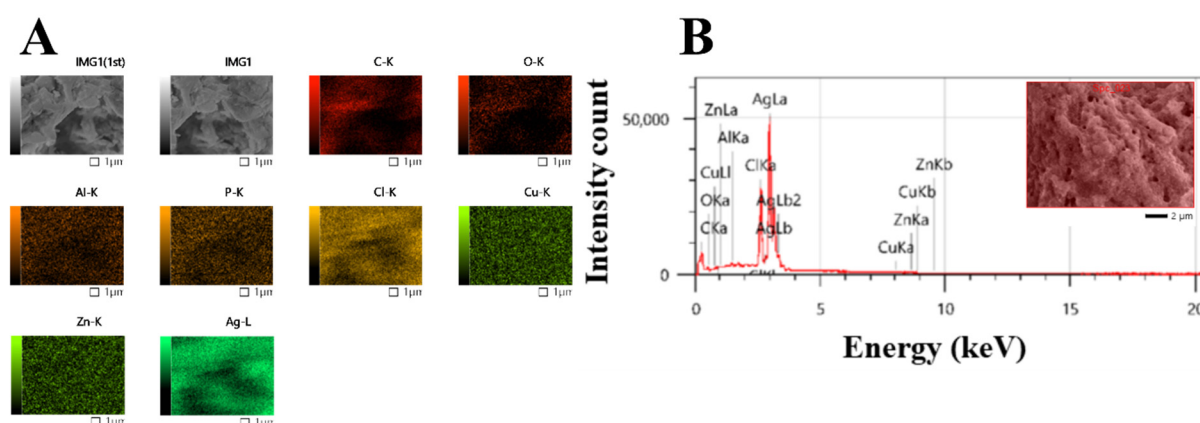 A
IMG1(1st) IMG1 C-K O-K
1µm 1µm 1µm 1µm
Al-K P-K Cl-K Cu-K
1µm 1µm 1µm 1µm
Zn-K Ag-L
1µm 1µm
B
Intensity count
50,000
0
ZnLa
AgLa
AlKa
ClKa
CuLl
OKa
CKa
AgLb2
AgLb
ZnKb
CuKb
ZnKa
CuKa
2 µm
0 5 10 15 20
Energy (keV)